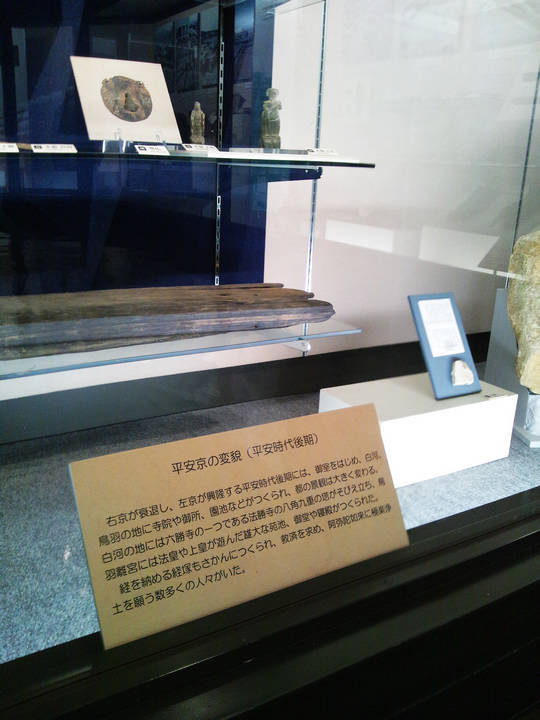 平安京の変貌（平安時代後期）
右京が衰退し、左京が興隆する平安時代後期には、御室をはじめ、白河、
鳥羽の地に寺院や御所、園池などがつくられ、都の景観は大きく変わる。
白河の地には六勝寺の一つである法勝寺の八角九重の塔がそびえ立ち、鳥
羽離宮には法皇や上皇が遊んだ雄大な苑池、御堂や寝殿がつくられた。
経を納める経塚もさかんにつくられ、救済を求め、阿弥陀如来に極楽浄
土を願う数多くの人々がいた。